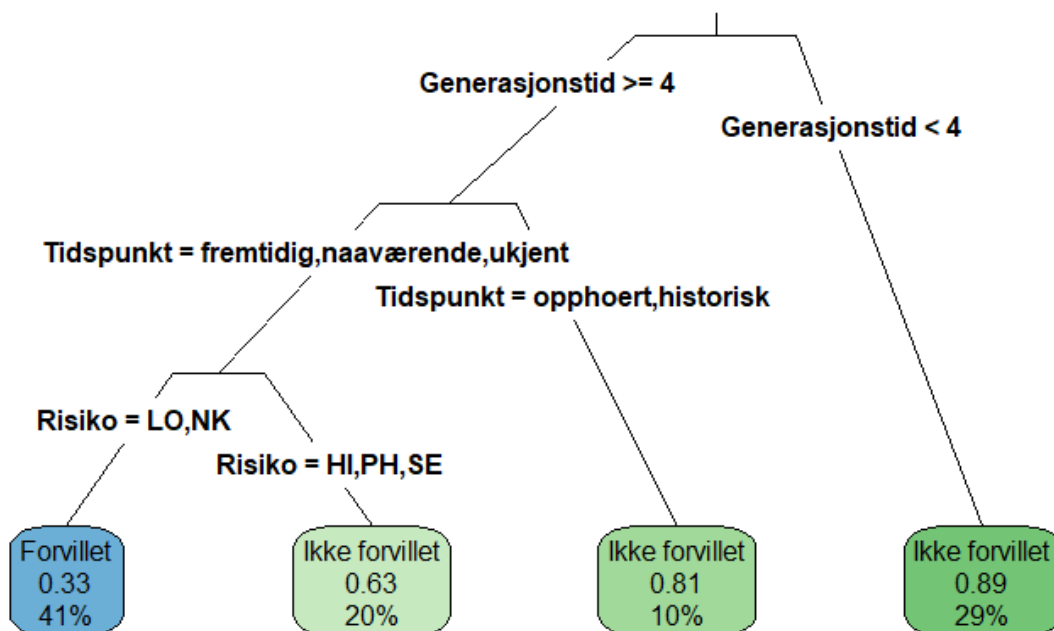 Generasjonstid >= 4
Generasjonstid < 4
Tidspunkt = fremtidig,naaværende,ukjent
Tidspunkt = opphoert,historisk
Risiko = LO,NK
Risiko = HI,PH,SE
Forvillet
0.33
41%
Ikke forvillet
0.63
20%
Ikke forvillet
0.81
10%
Ikke forvillet
0.89
29%